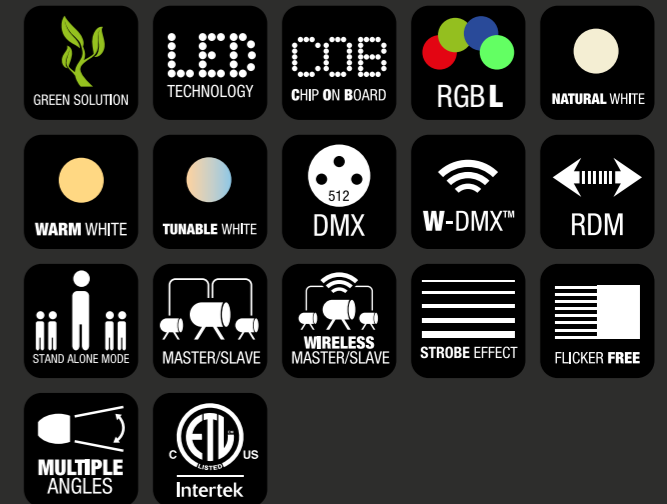 GREEN SOLUTION
LED
TECHNOLOGY
COB
CHIP ON BOARD
RGBL
NATURAL WHITE
WARM WHITE
TUNABLE WHITE
512
DMX
W-DMX™
RDM
STAND ALONE MODE
MASTER/SLAVE
WIRELESS
MASTER/SLAVE
STROBE EFFECT
FLICKER FREE
MULTIPLE
ANGLES
ETL
C LISTED US
Intertek